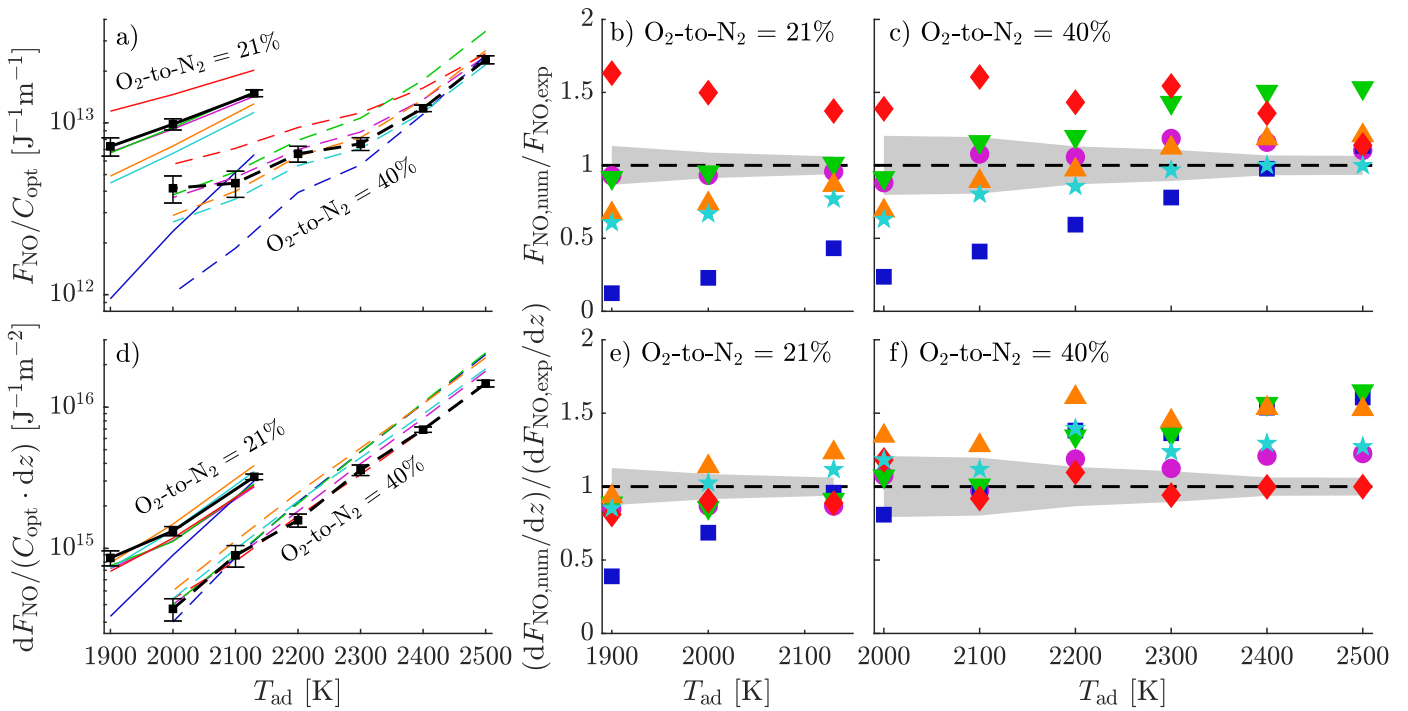 a)
O₂-to-N₂ = 21%
O₂-to-N₂ = 40%
F_NO/C_opt [J⁻¹m⁻¹]
10¹³
10¹²
b) O₂-to-N₂ = 21%
F_NO,num/F_NO,exp
2
1.5
1
0.5
0
c) O₂-to-N₂ = 40%
d)
O₂-to-N₂ = 21%
O₂-to-N₂ = 40%
dF_NO/(C_opt · dz) [J⁻¹m⁻²]
10¹⁶
10¹⁵
1900 2000 2100 2200 2300 2400 2500
T_ad [K]
e) O₂-to-N₂ = 21%
(dF_NO,num/dz)/(dF_NO,exp/dz)
2
1.5
1
0.5
0
1900 2000 2100
T_ad [K]
f) O₂-to-N₂ = 40%
2000 2100 2200 2300 2400 2500
T_ad [K]